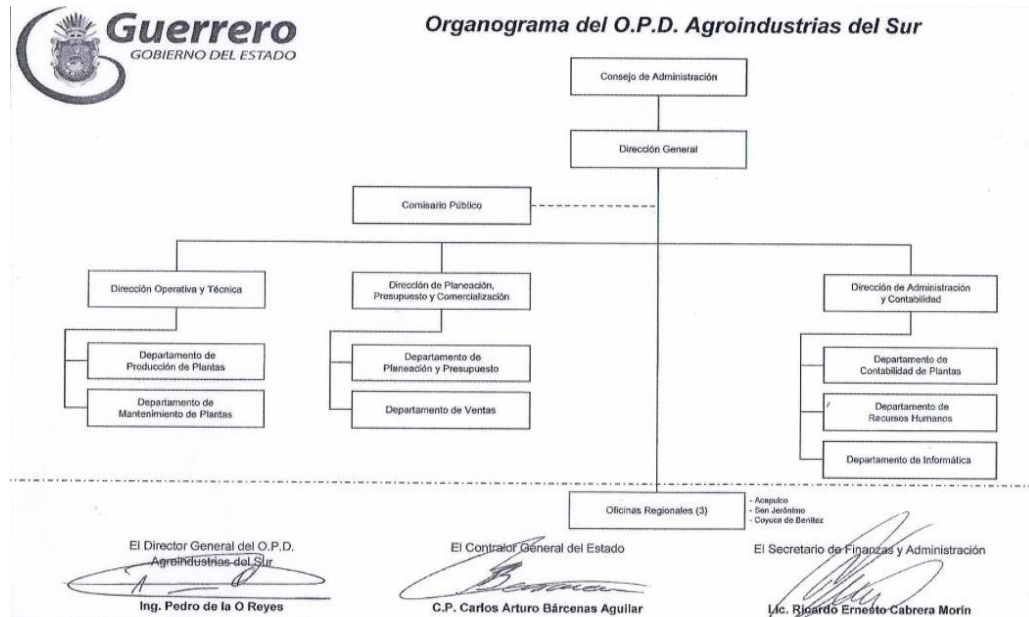 Guerrero
GOBIERNO DEL ESTADO
Organograma del O.P.D. Agroindustrias del Sur
Consejo de Administración
Dirección General
Comisario Público
Dirección Operativa y Técnica
Dirección de Planeación,
Presupuesto y Comercialización
Dirección de Administración
y Contabilidad
Departamento de
Producción de Plantas
Departamento de
Mantenimiento de Plantas
Departamento de
Planeación y Presupuesto
Departamento de Ventas
Departamento de
Contabilidad de Plantas
Departamento de
Recursos Humanos
Departamento de Informática
Oficinas Regionales (3)
- Acapulco
- San Jerónimo
- Coyuca de Benítez
El Director General del O.P.D.
Agroindustrias del Sur
Ing. Pedro de la O Reyes
El Contralor General del Estado
C.P. Carlos Arturo Bárcenas Aguilar
El Secretario de Finanzas y Administración
Lic. Ricardo Ernesto Cabrera Morin